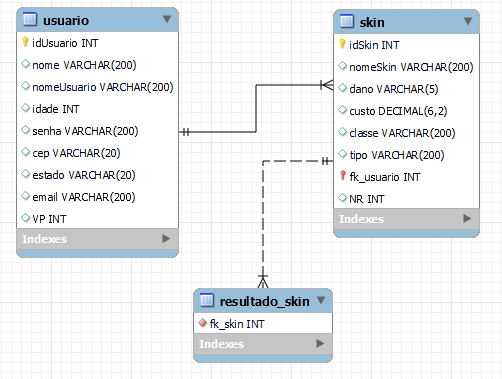 usuario
idUsuario INT
nome VARCHAR(200)
nomeUsuario VARCHAR(200)
idade INT
senha VARCHAR(200)
cep VARCHAR(20)
estado VARCHAR(20)
email VARCHAR(200)
VP INT
Indexes
skin
idSkin INT
nomeSkin VARCHAR(200)
dano VARCHAR(5)
custo DECIMAL(6,2)
classe VARCHAR(200)
tipo VARCHAR(200)
fk_usuario INT
NR INT
Indexes
resultado_skin
fk_skin INT
Indexes